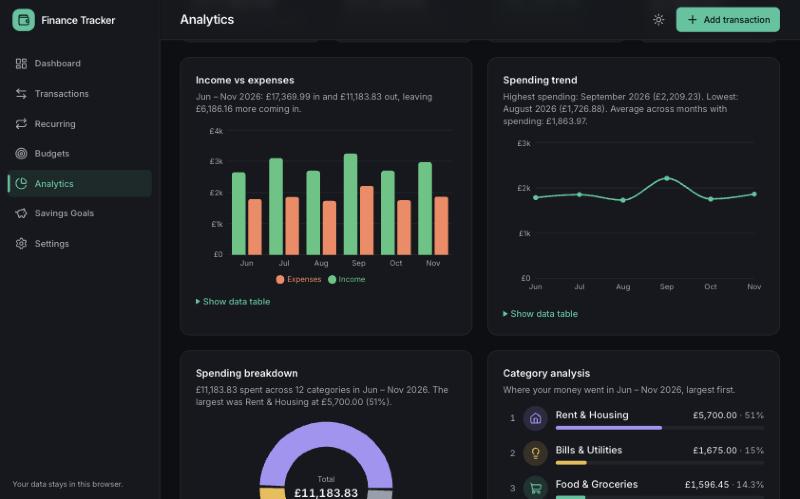 Finance Tracker
Analytics
Add transaction
Dashboard
Transactions
Recurring
Budgets
Analytics
Savings Goals
Settings
Your data stays in this browser.
Income vs expenses
Jun – Nov 2026: £17,369.99 in and £11,183.83 out, leaving
£6,186.16 more coming in.
£4k
£3k
£2k
£1k
£0
Jun Jul Aug Sep Oct Nov
Expenses Income
Show data table
Spending trend
Highest spending: September 2026 (£2,209.23). Lowest:
August 2026 (£1,726.88). Average across months with
spending: £1,863.97.
£3k
£2k
£1k
£0
Jun Jul Aug Sep Oct Nov
Show data table
Spending breakdown
£11,183.83 spent across 12 categories in Jun – Nov 2026. The
largest was Rent & Housing at £5,700.00 (51%).
Total
£11,183.83
Category analysis
Where your money went in Jun – Nov 2026, largest first.
1 Rent & Housing £5,700.00 · 51%
2 Bills & Utilities £1,675.00 · 15%
3 Food & Groceries £1,596.45 · 14.3%